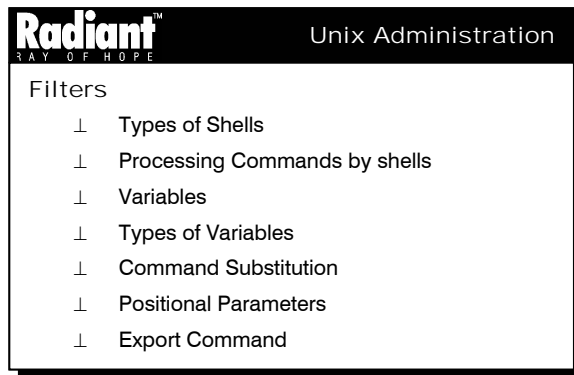 Radiant™
Unix Administration
RAY OF HOPE
Filters
⊥ Types of Shells
⊥ Processing Commands by shells
⊥ Variables
⊥ Types of Variables
⊥ Command Substitution
⊥ Positional Parameters
⊥ Export Command